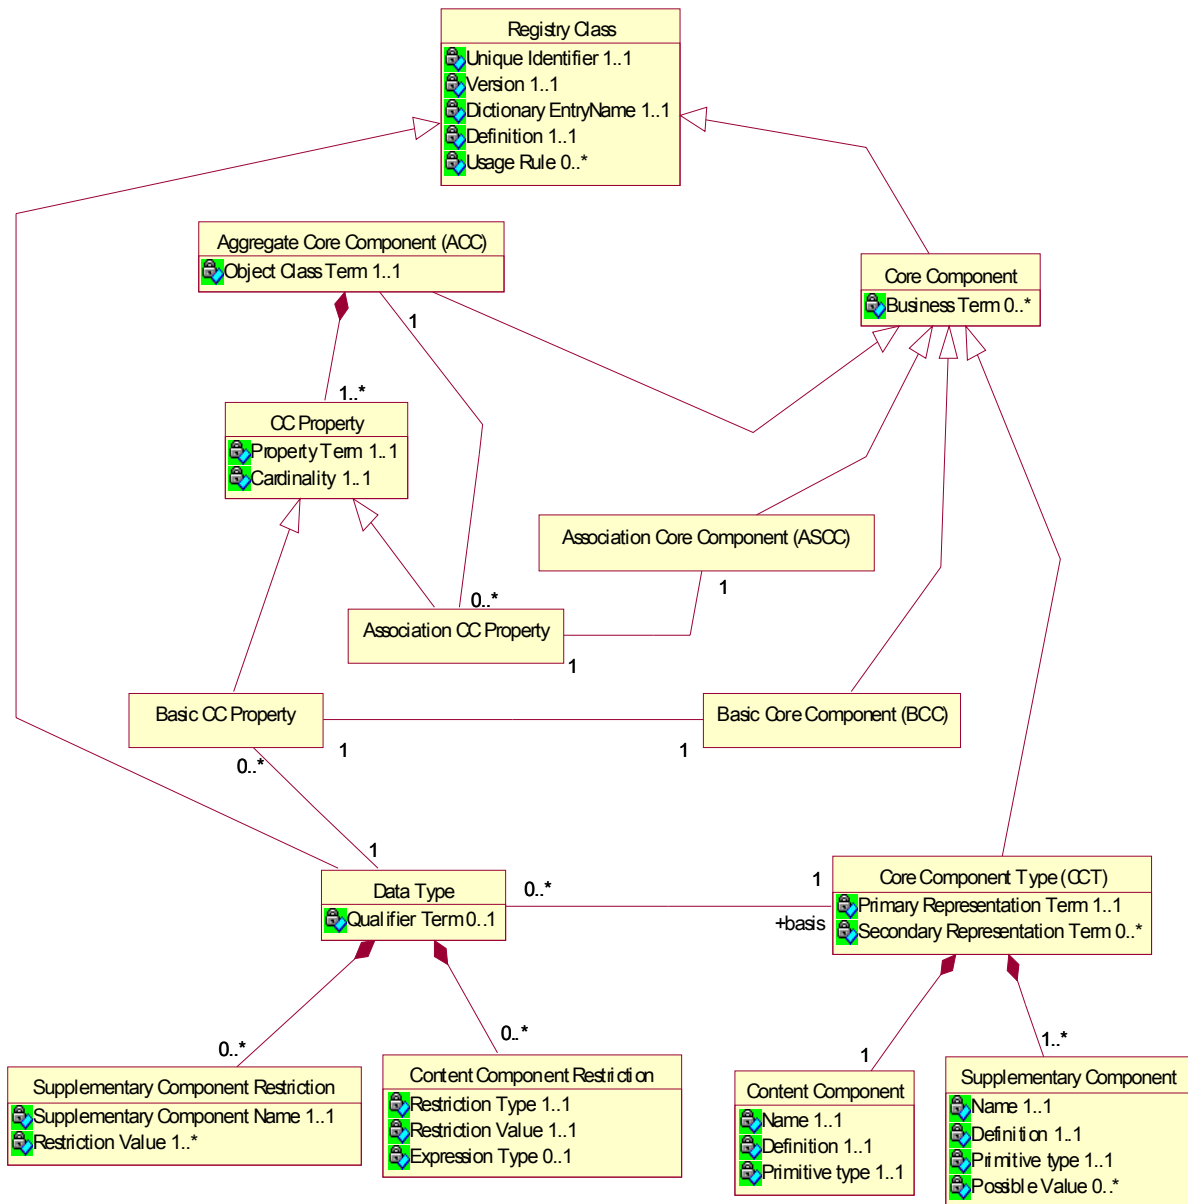 Registry Class
Unique Identifier 1..1
Version 1..1
Dictionary EntryName 1..1
Definition 1..1
Usage Rule 0..*
Aggregate Core Component (ACC)
Object Class Term 1..1
Core Component
Business Term 0..*
1
1..*
CC Property
Property Term 1..1
Cardinality 1..1
Association Core Component (ASCC)
1
0..*
Association CC Property
1
Basic CC Property
Basic Core Component (BCC)
1
1
0..*
1
Data Type
Qualifier Term 0..1
0..*
1
+basis
Core Component Type (CCT)
Primary Representation Term 1..1
Secondary Representation Term 0..*
0..*
0..*
1
1..*
Supplementary Component Restriction
Supplementary Component Name 1..1
Restriction Value 1..*
Content Component Restriction
Restriction Type 1..1
Restriction Value 1..1
Expression Type 0..1
Content Component
Name 1..1
Definition 1..1
Primitive type 1..1
Supplementary Component
Name 1..1
Definition 1..1
Primitive type 1..1
Possible Value 0..*